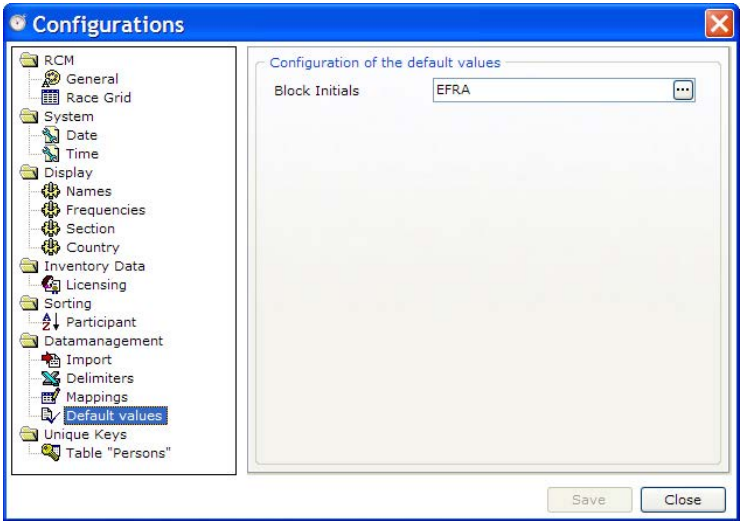 Configurations
RCM
General
Race Grid
System
Date
Time
Display
Names
Frequencies
Section
Country
Inventory Data
Licensing
Sorting
Participant
Datamanagement
Import
Delimiters
Mappings
Default values
Unique Keys
Table "Persons"
Configuration of the default values
Block Initials EFRA ...
Save Close